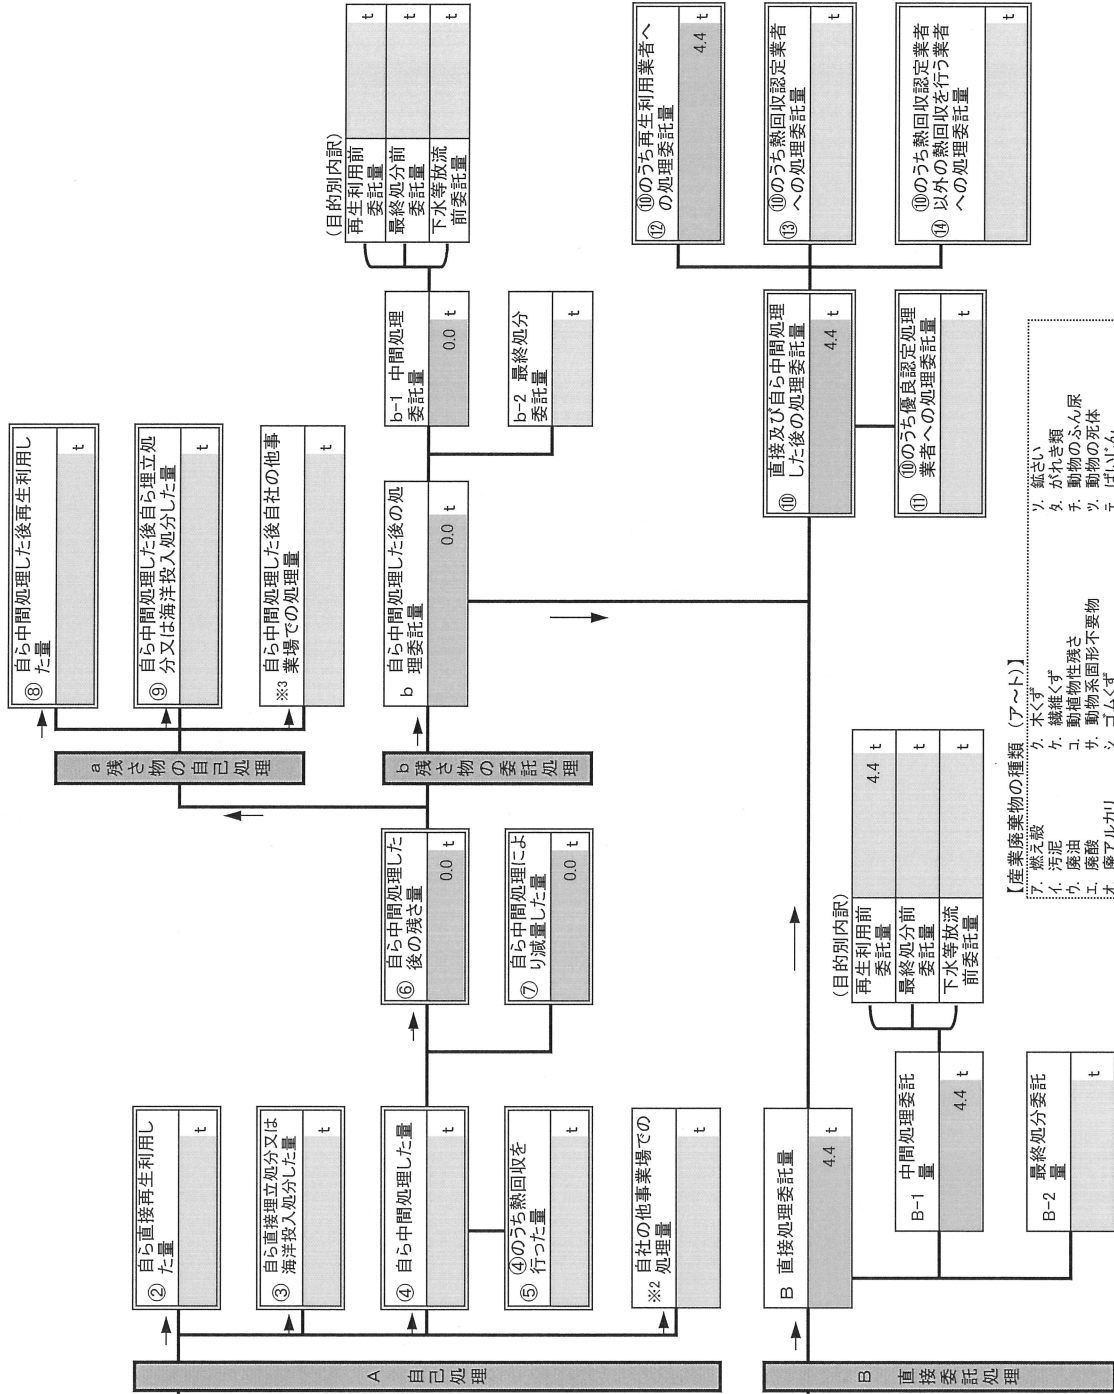 A 自己処理
② 自ら直接再生利用し
た量
t
③ 自ら直接埋立処分又は
海洋投入処分した量
t
④ 自ら中間処理した量
t
⑤ ④のうち熱回収を
行った量
t
※2 自社の他事業場での
処理量
t
⑥ 自ら中間処理した
後の残さ量
0.0 t
⑦ 自ら中間処理によ
り減量した量
0.0 t
a 残さ物の自己処理
⑧ 自ら中間処理した後再生利用し
た量
t
⑨ 自ら中間処理した後自ら埋立処
分又は海洋投入処分した量
t
※3 自ら中間処理した後自社の他事
業場での処理量
t
b 残さ物の委託処理
b 自ら中間処理した後の処
理委託量
0.0 t
b-1 中間処理
委託量
0.0 t
b-2 最終処分
委託量
t
(目的別内訳)
再生利用前
委託量
t
最終処分前
委託量
t
下水等放流
前委託量
t
B 直接委託処理
B 直接処理委託量
4.4 t
B-1 中間処理委託
量
4.4 t
B-2 最終処分委託
量
t
(目的別内訳)
再生利用前
委託量
4.4 t
最終処分前
委託量
t
下水等放流
前委託量
t
⑩ 直接及び自ら中間処理
した後の処理委託量
4.4 t
⑪ ⑩のうち優良認定処理
業者への処理委託量
t
⑫ ⑩のうち再生利用業者へ
の処理委託量
4.4 t
⑬ ⑩のうち熱回収認定業者
への処理委託量
t
⑭ ⑩のうち熱回収認定業者
以外の熱回収を行う業者
への処理委託量
t
【産業廃棄物の種類 (ア~ト)】
ア. 燃え殻 ク. 木くず ソ. 鉱さい
イ. 汚泥 ケ. 繊維くず タ. がれき類
ウ. 廃油 コ. 動植物性残さ チ. 動物のふん尿
エ. 廃酸 サ. 動物系固形不要物 ツ. 動物の死体
オ. 廃アルカリ シ. ゴムくず テ. ばいじん